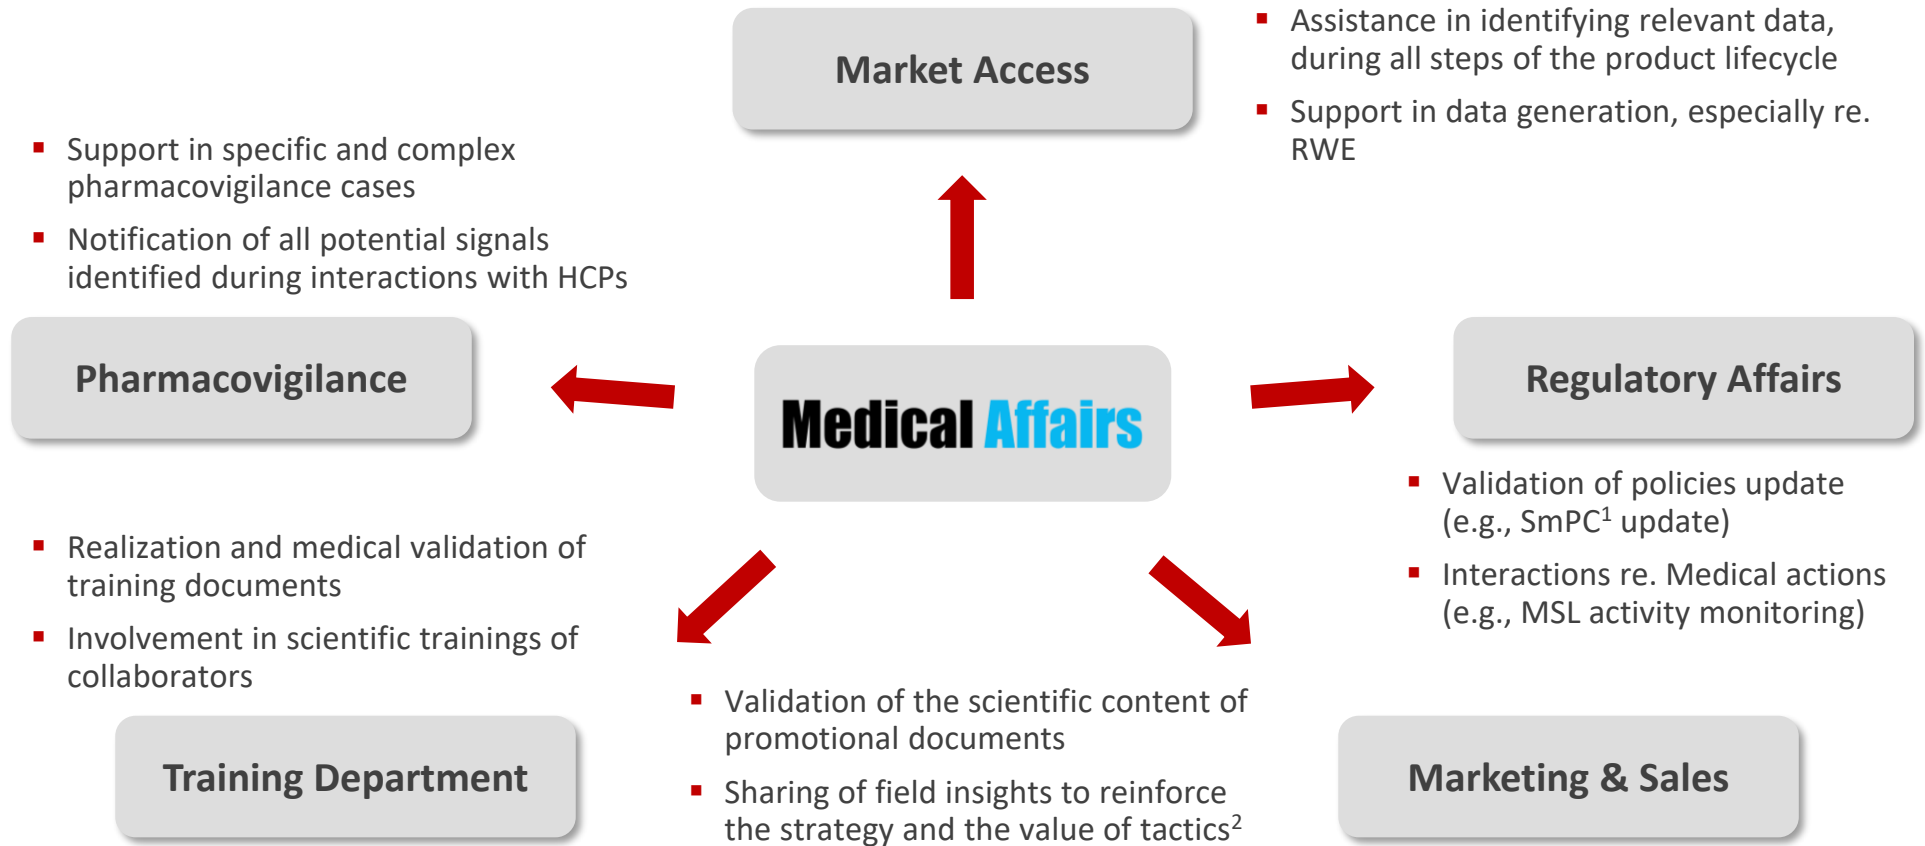 Market Access
▪ Assistance in identifying relevant data,
during all steps of the product lifecycle
▪ Support in data generation, especially re.
RWE
▪ Support in specific and complex
pharmacovigilance cases
▪ Notification of all potential signals
identified during interactions with HCPs
Pharmacovigilance
Medical Affairs
Regulatory Affairs
▪ Validation of policies update
(e.g., SmPC¹ update)
▪ Interactions re. Medical actions
(e.g., MSL activity monitoring)
▪ Realization and medical validation of
training documents
▪ Involvement in scientific trainings of
collaborators
Training Department
▪ Validation of the scientific content of
promotional documents
▪ Sharing of field insights to reinforce
the strategy and the value of tactics²
Marketing & Sales